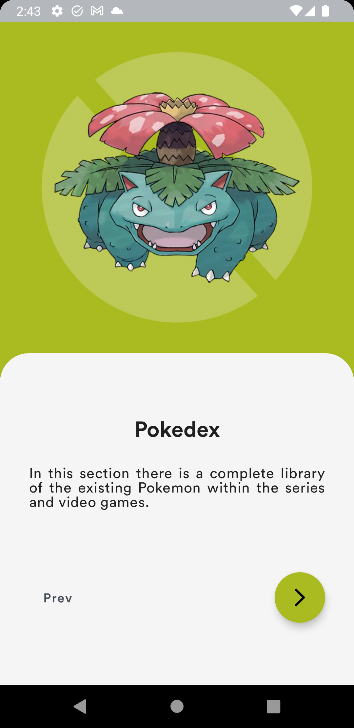 2:43
Pokedex
In this section there is a complete library
of the existing Pokemon within the series
and video games.
Prev